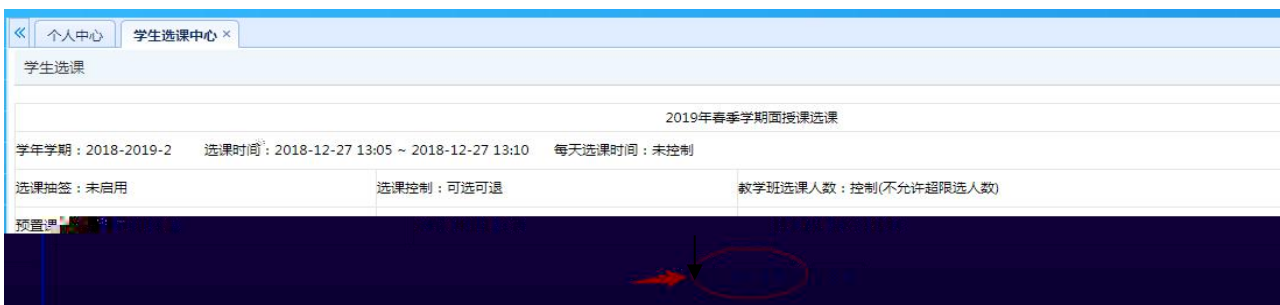 个人中心 学生选课中心 ×
学生选课
2019年春季学期面授课选课
学年学期：2018-2019-2 选课时间：2018-12-27 13:05 ~ 2018-12-27 13:10 每天选课时间：未控制
选课抽签：未启用 选课控制：可选可退 教学班选课人数：控制(不允许超限选人数)
预置课